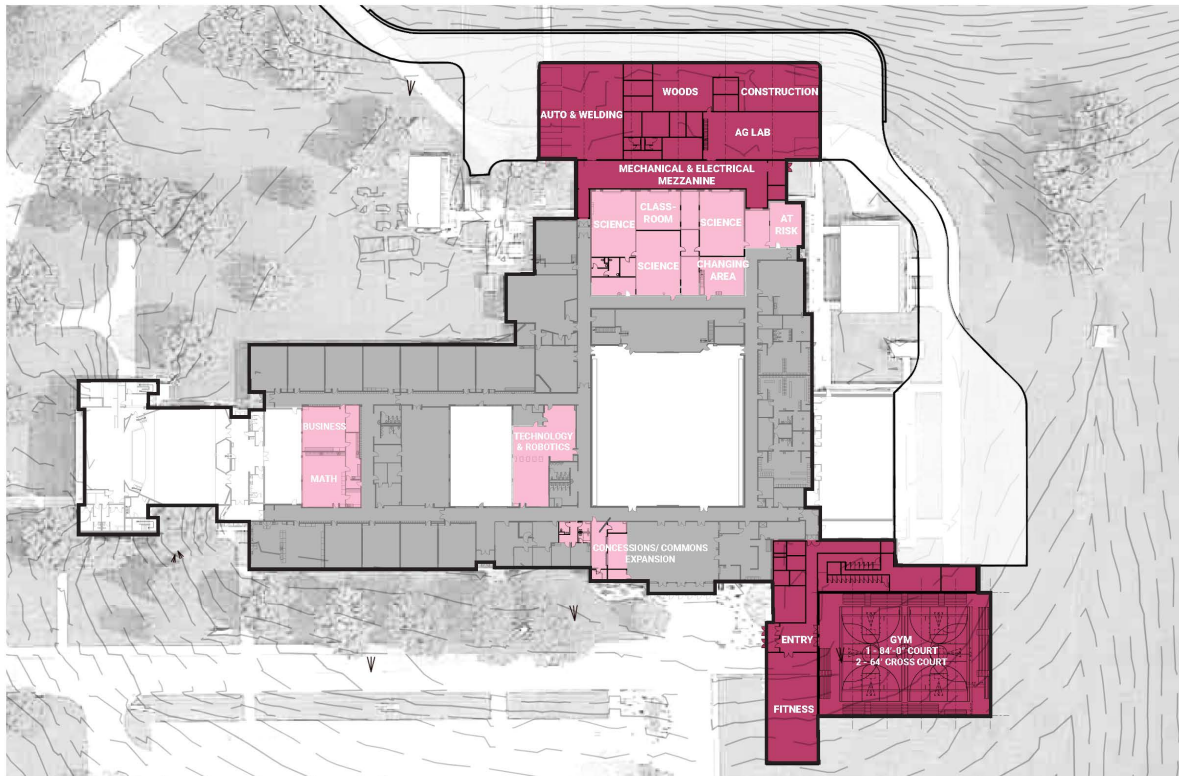 WOODS
CONSTRUCTION
AUTO & WELDING
AG LAB
MECHANICAL & ELECTRICAL
MEZZANINE
CLASS-
ROOM
SCIENCE
SCIENCE
AT
RISK
SCIENCE
CHANGING
AREA
BUSINESS
TECHNOLOGY
& ROBOTICS
MATH
CONCESSIONS/ COMMONS
EXPANSION
ENTRY
GYM
1 - 84'-0" COURT
2 - 64' CROSS COURT
FITNESS